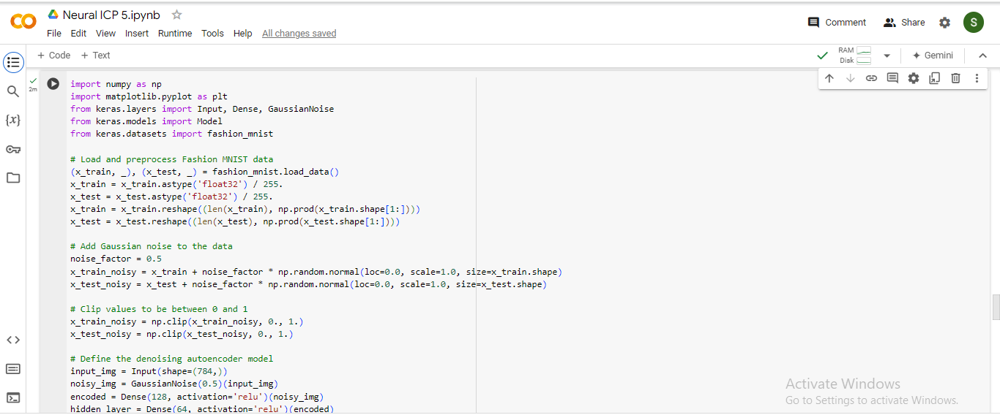 Neural ICP 5.ipynb
File Edit View Insert Runtime Tools Help All changes saved
Comment Share S
+ Code + Text
RAM
Disk
Gemini
2m
{x}
import numpy as np
import matplotlib.pyplot as plt
from keras.layers import Input, Dense, GaussianNoise
from keras.models import Model
from keras.datasets import fashion_mnist
# Load and preprocess Fashion MNIST data
(x_train, _), (x_test, _) = fashion_mnist.load_data()
x_train = x_train.astype('float32') / 255.
x_test = x_test.astype('float32') / 255.
x_train = x_train.reshape((len(x_train), np.prod(x_train.shape[1:])))
x_test = x_test.reshape((len(x_test), np.prod(x_test.shape[1:])))
# Add Gaussian noise to the data
noise_factor = 0.5
x_train_noisy = x_train + noise_factor * np.random.normal(loc=0.0, scale=1.0, size=x_train.shape)
x_test_noisy = x_test + noise_factor * np.random.normal(loc=0.0, scale=1.0, size=x_test.shape)
# Clip values to be between 0 and 1
x_train_noisy = np.clip(x_train_noisy, 0., 1.)
x_test_noisy = np.clip(x_test_noisy, 0., 1.)
# Define the denoising autoencoder model
input_img = Input(shape=(784,))
noisy_img = GaussianNoise(0.5)(input_img)
encoded = Dense(128, activation='relu')(noisy_img)
hidden_layer = Dense(64, activation='relu')(encoded)
Activate Windows
Go to Settings to activate Windows.